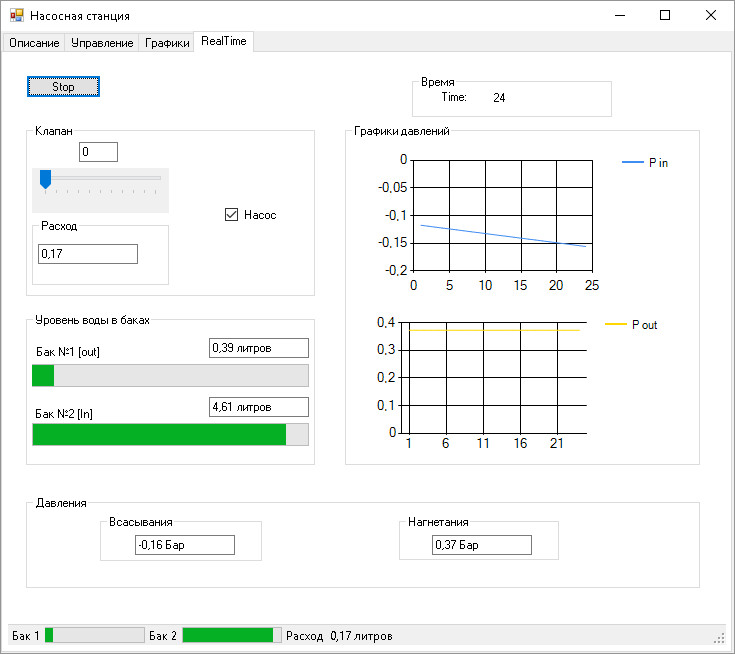 Насосная станция
Описание Управление Графики RealTime
Stop
Время
Time: 24
Клапан
0
Насос
Расход
0,17
Графики давлений
P in
0
-0,05
-0,1
-0,15
-0,2
0 5 10 15 20 25
P out
0.4
0,3
0,2
0,1
0
1 6 11 16 21
Уровень воды в баках
Бак №1 [out] 0,39 литров
Бак №2 [In] 4,61 литров
Давления
Всасывания
-0,16 Бар
Нагнетания
0,37 Бар
Бак 1 Бак 2 Расход 0,17 литров